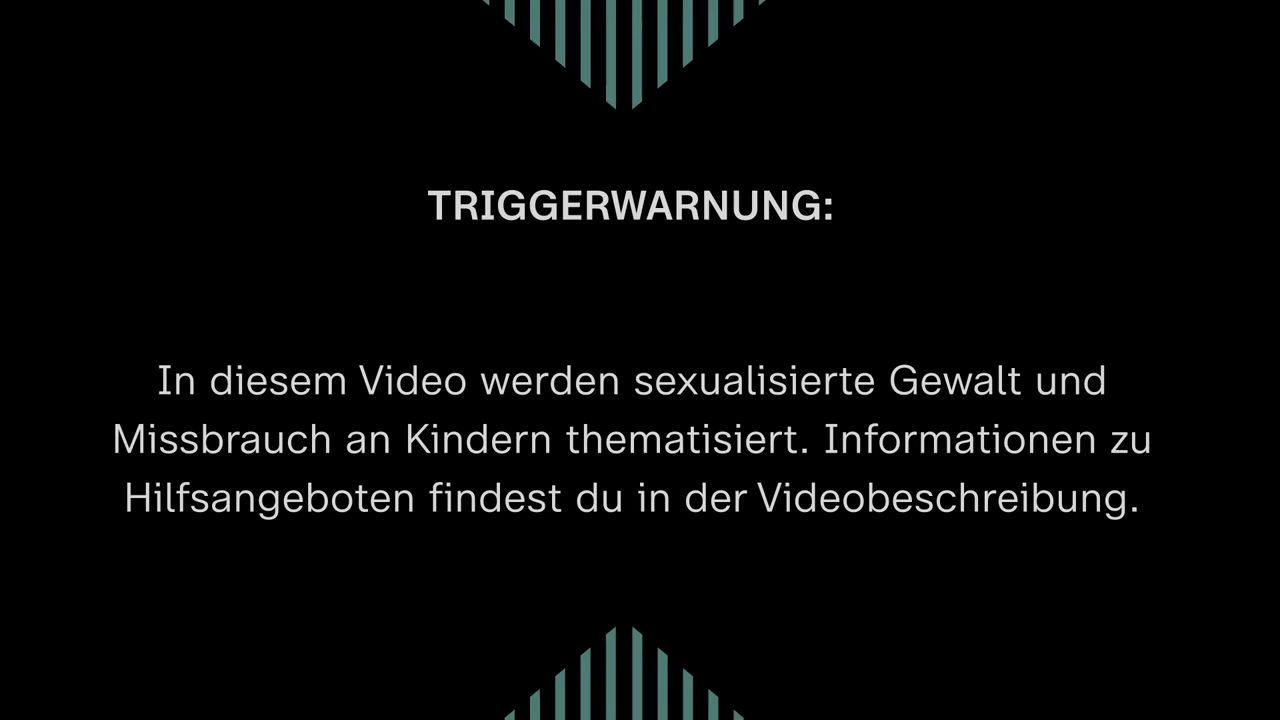 TRIGGERWARNUNG:
In diesem Video werden sexualisierte Gewalt und
Missbrauch an Kindern thematisiert. Informationen zu
Hilfsangeboten findest du in der Videobeschreibung.